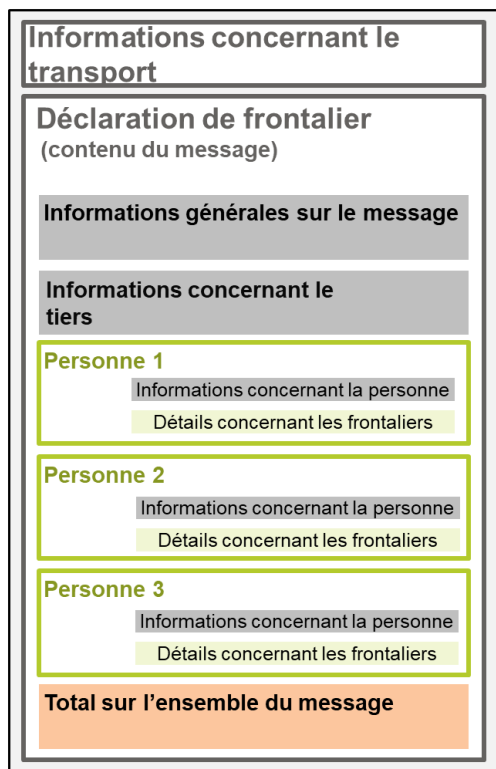 Informations concernant le
transport
Déclaration de frontalier
(contenu du message)
Informations générales sur le message
Informations concernant le
tiers
Personne 1
Informations concernant la personne
Détails concernant les frontaliers
Personne 2
Informations concernant la personne
Détails concernant les frontaliers
Personne 3
Informations concernant la personne
Détails concernant les frontaliers
Total sur l’ensemble du message